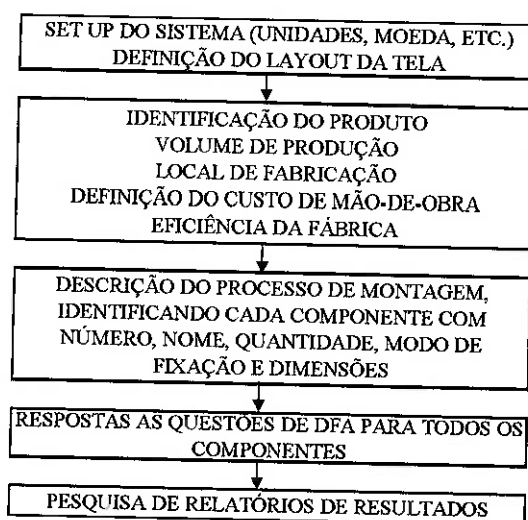 SET UP DO SISTEMA (UNIDADES, MOEDA, ETC.)
DEFINIÇÃO DO LAYOUT DA TELA
IDENTIFICAÇÃO DO PRODUTO
VOLUME DE PRODUÇÃO
LOCAL DE FABRICAÇÃO
DEFINIÇÃO DO CUSTO DE MÃO-DE-OBRA
EFICIÊNCIA DA FÁBRICA
DESCRIÇÃO DO PROCESSO DE MONTAGEM,
IDENTIFICANDO CADA COMPONENTE COM
NÚMERO, NOME, QUANTIDADE, MODO DE
FIXAÇÃO E DIMENSÕES
RESPOSTAS AS QUESTÕES DE DFA PARA TODOS OS
COMPONENTES
PESQUISA DE RELATÓRIOS DE RESULTADOS